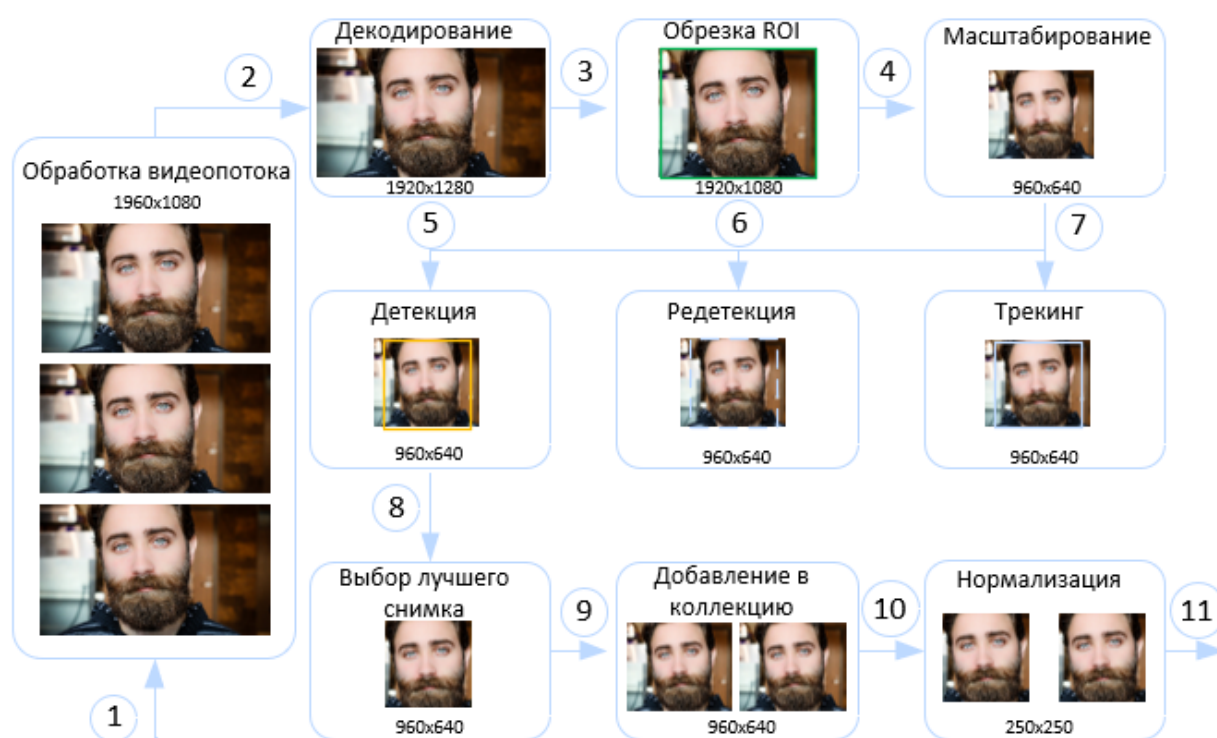 Декодирование
Обрезка ROI
Масштабирование
2
3
4
1920x1280
1920x1080
960x640
Обработка видеопотока
1960x1080
5
6
7
Детекция
Редетекция
Трекинг
960x640
960x640
960x640
8
Выбор лучшего
снимка
9
Добавление в
коллекцию
10
Нормализация
11
1
960x640
960x640
250x250